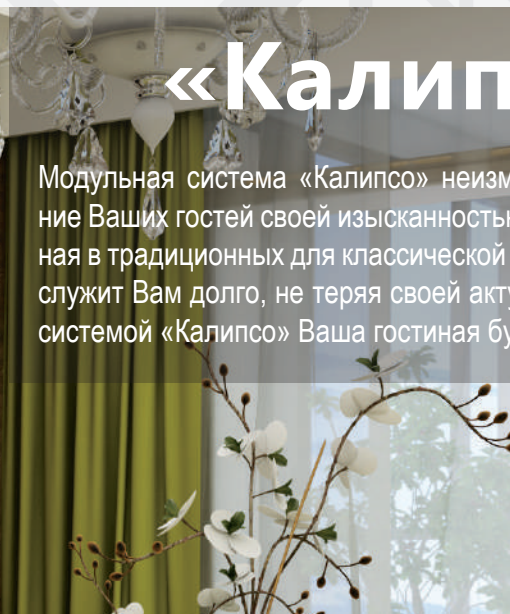 «Калип
Модульная система «Калипсо» неизм
ние Ваших гостей своей изысканностью
ная в традиционных для классической
служит Вам долго, не теряя своей акту
системой «Калипсо» Ваша гостиная бу